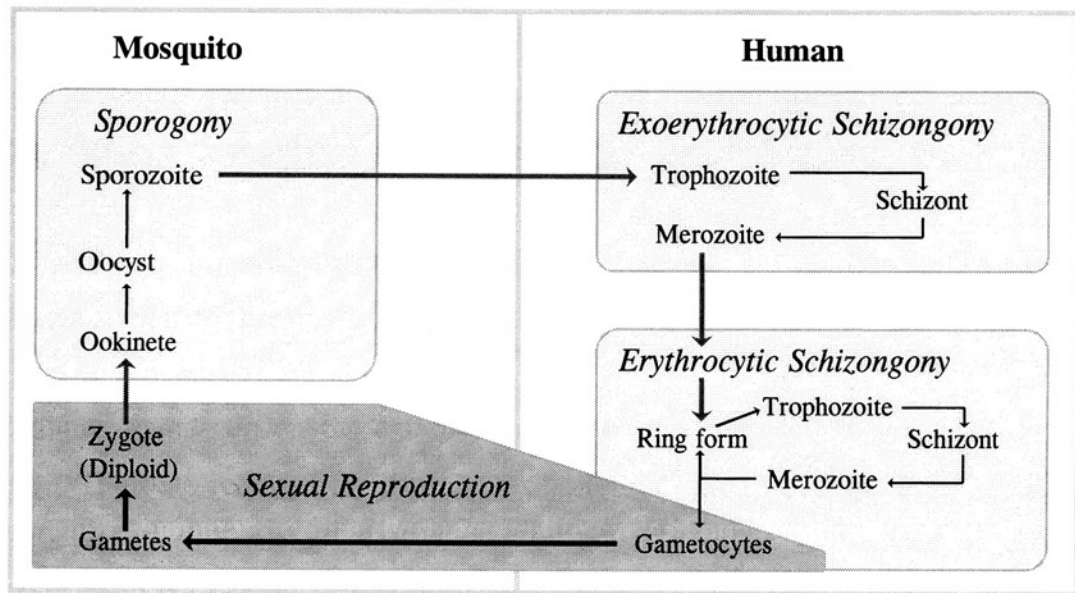 Mosquito
Human
Sporogony
Sporozoite
Oocyst
Ookinete
Zygote
(Diploid)
Gametes
Sexual Reproduction
Exoerythrocytic Schizongony
Trophozoite
Schizont
Merozoite
Erythrocytic Schizongony
Trophozoite
Ring form
Schizont
Merozoite
Gametocytes